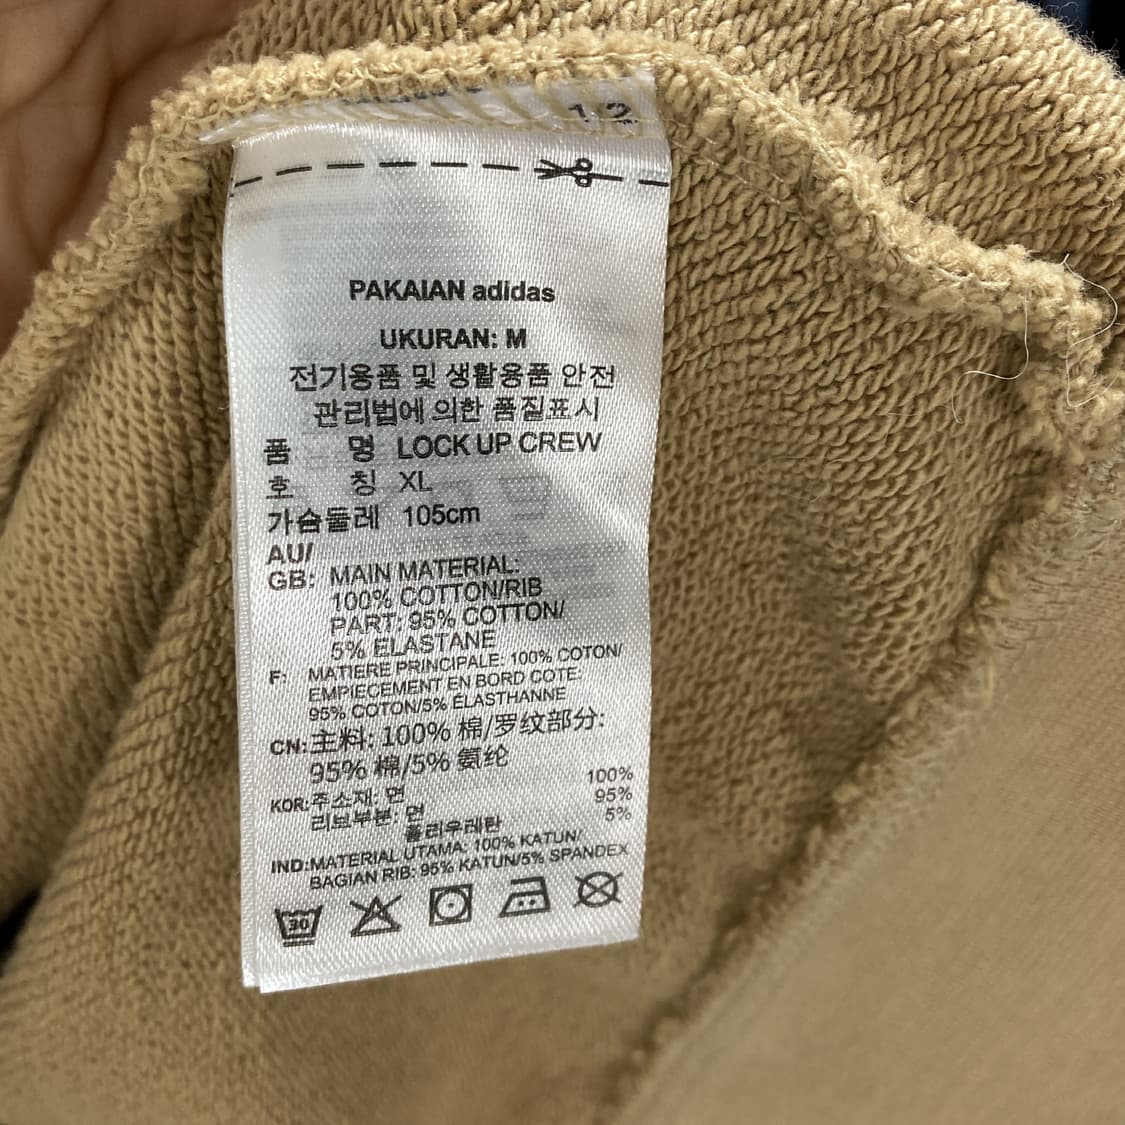 12
PAKAIAN adidas
UKURAN: M
전기용품 및 생활용품 안전
관리법에 의한 품질표시
품 명 LOCK UP CREW
호 칭 XL
가슴둘레 105cm
AU/
GB: MAIN MATERIAL:
100% COTTON/RIB
PART: 95% COTTON/
5% ELASTANE
F: MATIERE PRINCIPALE: 100% COTON/
EMPIECEMENT EN BORD COTE:
95% COTON/5% ELASTHANNE
CN:主料: 100% 棉/罗纹部分:
95% 棉/5% 氨纶
KOR:주소재: 면 100%
리브부분: 면 95%
폴리우레탄 5%
IND:MATERIAL UTAMA: 100% KATUN/
BAGIAN RIB: 95% KATUN/5% SPANDEX
30